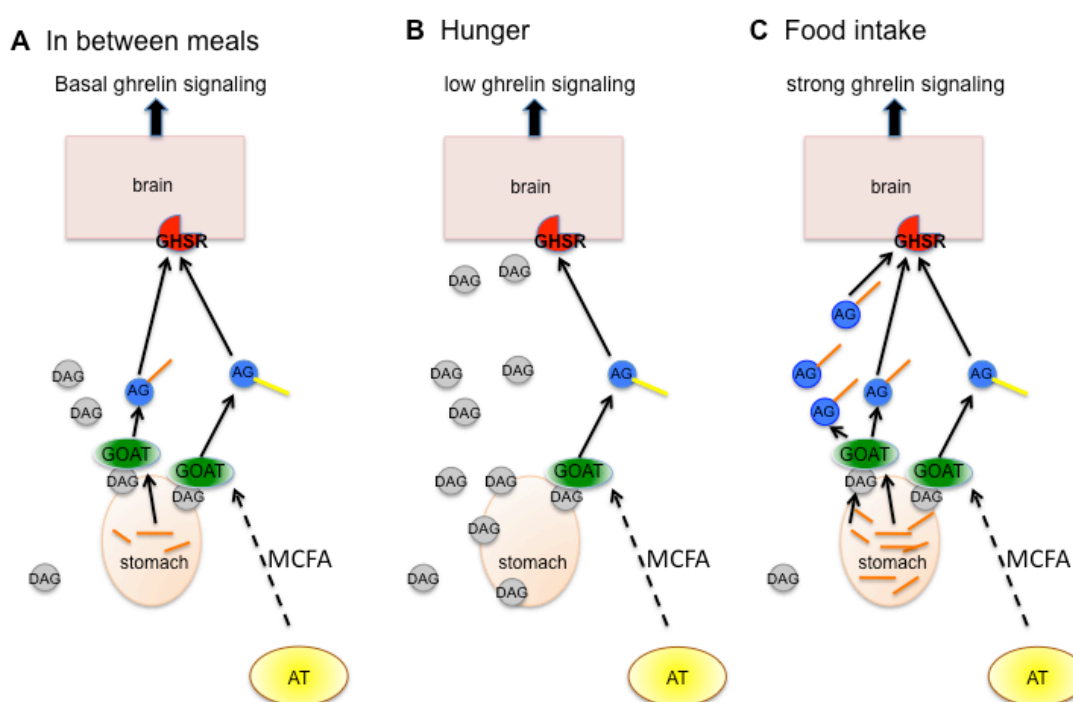 A In between meals
Basal ghrelin signaling
brain
GHSR
DAG
AG
AG
DAG
GOAT
GOAT
DAG
DAG
stomach
MCFA
DAG
AT
B Hunger
low ghrelin signaling
brain
GHSR
DAG
DAG
DAG
DAG
AG
DAG
GOAT
DAG
DAG
DAG
DAG
stomach
MCFA
DAG
DAG
AT
C Food intake
strong ghrelin signaling
brain
GHSR
AG
AG
AG
AG
AG
GOAT
GOAT
DAG
DAG
stomach
MCFA
DAG
AT